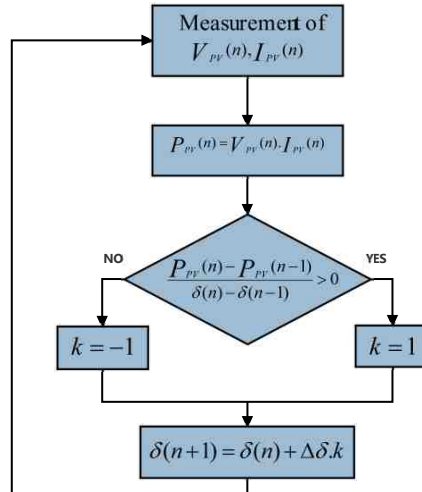 Measurement of
V_PV(n), I_PV(n)
P_PV(n) = V_PV(n).I_PV(n)
NO
YES
P_PV(n) − P_PV(n−1)
δ(n) − δ(n−1)
>0
k = −1
k = 1
δ(n+1) = δ(n) + Δδ.k